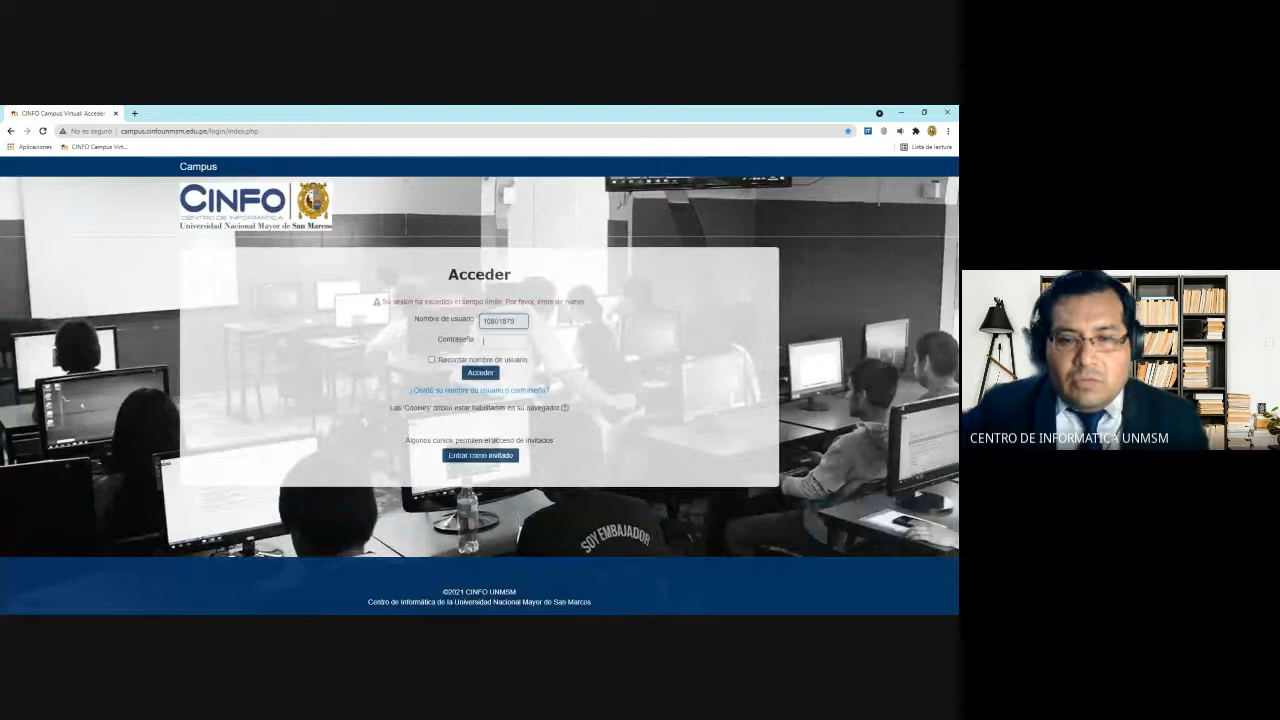 CINFO Campus Virtual: Acceder
No es seguro | campus.cinfounmsm.edu.pe/login/index.php
Aplicaciones
CINFO Campus Virt...
Lista de lectura
Campus
CINFO
CENTRO DE INFORMÁTICA
Universidad Nacional Mayor de San Marcos
Acceder
Su sesión ha excedido el tiempo límite. Por favor, entre de nuevo
Nombre de usuario
10801879
Contraseña
Recordar nombre de usuario
Acceder
¿Olvidó su nombre de usuario o contraseña?
Las 'Cookies' deben estar habilitadas en su navegador
Algunos cursos permiten el acceso de invitados
Entrar como invitado
SOY EMBAJADOR
©2021 CINFO UNMSM
Centro de Informática de la Universidad Nacional Mayor de San Marcos
CENTRO DE INFORMATICA UNMSM